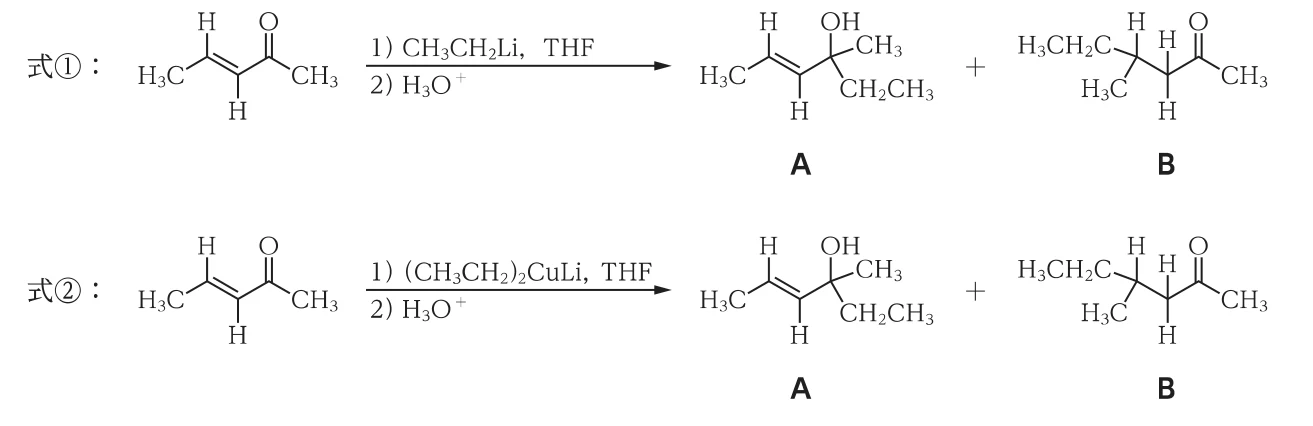 式①:
H O
H₃C CH₃
H
1) CH₃CH₂Li, THF
2) H₃O⁺
H OH
CH₃
H₃C CH₂CH₃
H
A
+
H H O
CH₃CH₂C
H₃C CH₃
H
B
式②:
H O
H₃C CH₃
H
1) (CH₃CH₂)₂CuLi, THF
2) H₃O⁺
H OH
CH₃
H₃C CH₂CH₃
H
A
+
H H O
H₃CH₂C
H₃C CH₃
H
B